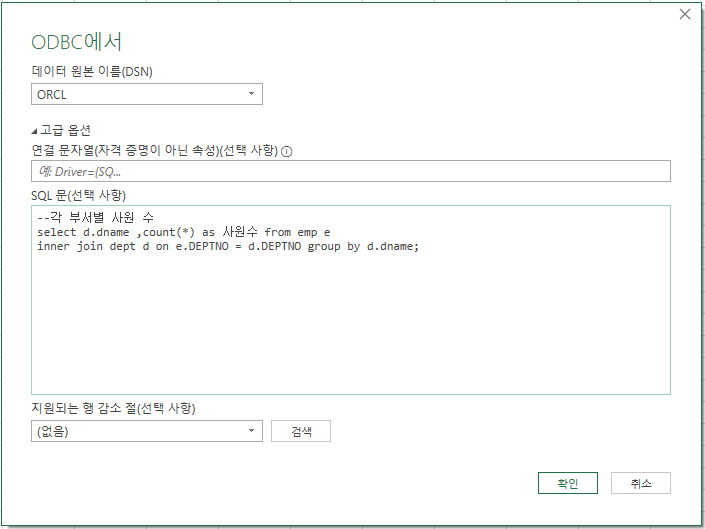 ODBC에서
데이터 원본 이름(DSN)
ORCL
고급 옵션
연결 문자열(자격 증명이 아닌 속성)(선택 사항)
예: Driver={SQ...
SQL 문(선택 사항)
--각 부서별 사원 수
select d.dname ,count(*) as 사원수 from emp e
inner join dept d on e.DEPTNO = d.DEPTNO group by d.dname;
지원되는 행 감소 절(선택 사항)
(없음)
검색
확인
취소